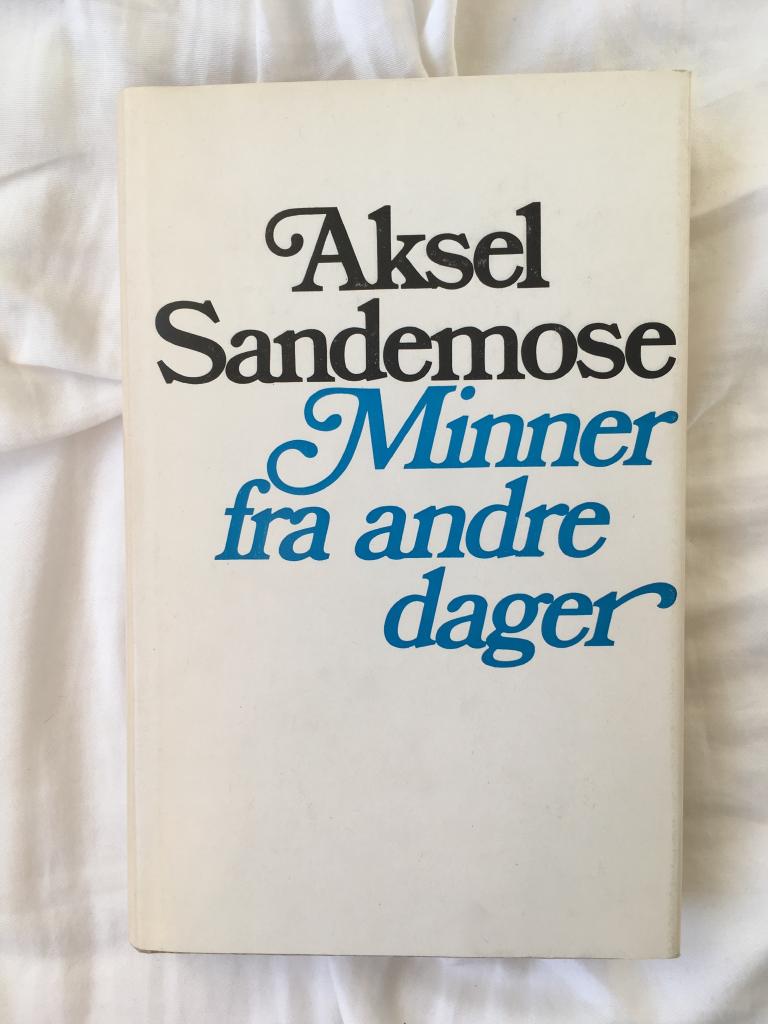 Aksel
Sandemose
Minner
fra andre
dager